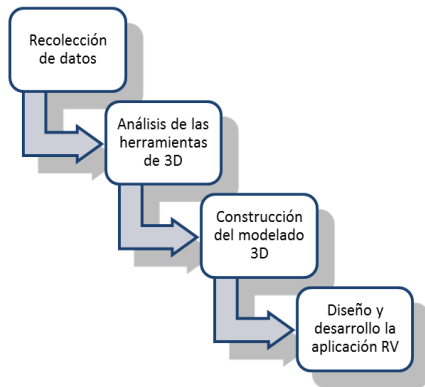 Recolección
de datos
Análisis de las
herramientas
de 3D
Construcción
del modelado
3D
Diseño y
desarrollo la
aplicación RV